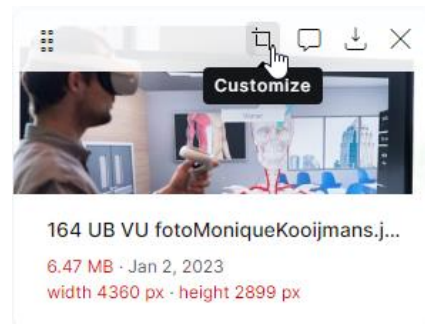 Customize
164 UB VU fotoMoniqueKooijmans.j...
6.47 MB · Jan 2, 2023
width 4360 px · height 2899 px